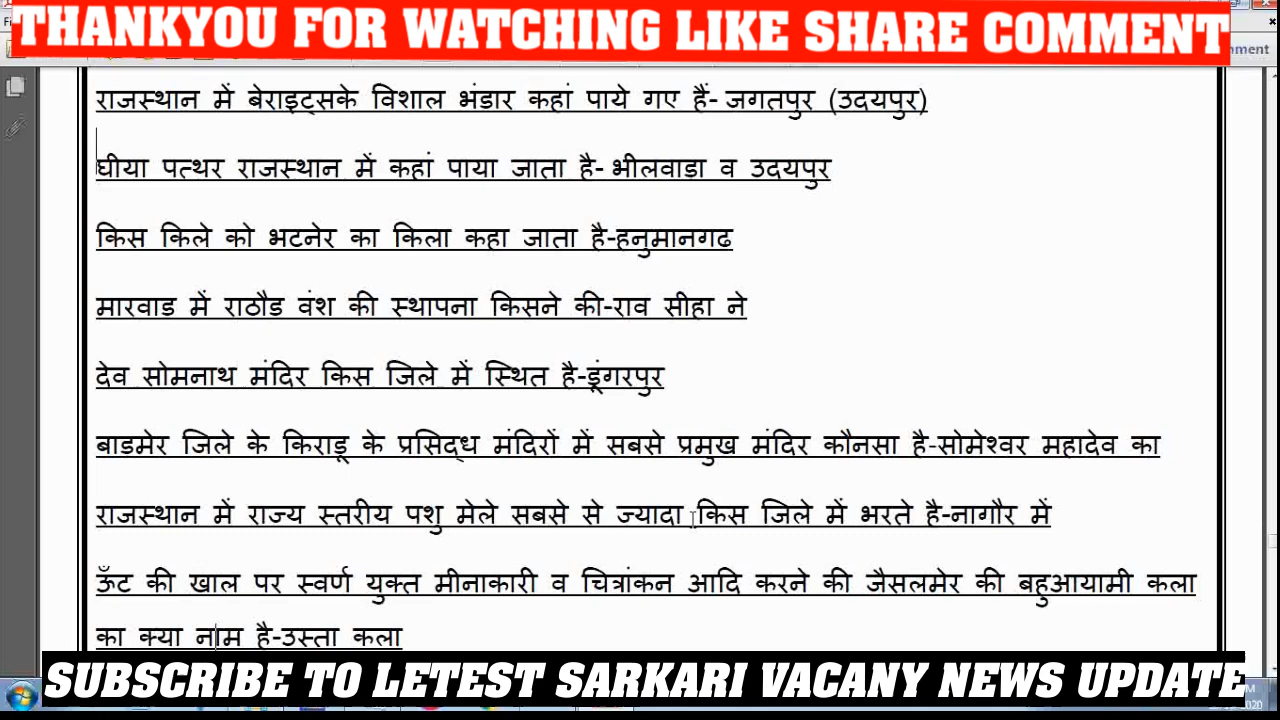 THANKYOU FOR WATCHING LIKE SHARE COMMENT
राजस्थान में बेराइट्सके विशाल भंडार कहां पाये गए हैं- जगतपुर (उदयपुर)
घीया पत्थर राजस्थान में कहां पाया जाता है- भीलवाडा व उदयपुर
किस किले को भटनेर का किला कहा जाता है-हनुमानगढ
मारवाड में राठौड वंश की स्थापना किसने की-राव सीहा ने
देव सोमनाथ मंदिर किस जिले में स्थित है-डूंगरपुर
बाडमेर जिले के किराडू के प्रसिद्ध मंदिरों में सबसे प्रमुख मंदिर कौनसा है-सोमेश्वर महादेव का
राजस्थान में राज्य स्तरीय पशु मेले सबसे से ज्यादा किस जिले में भरते है-नागौर में
ऊँट की खाल पर स्वर्ण युक्त मीनाकारी व चित्रांकन आदि करने की जैसलमेर की बहुआयामी कला
का क्या नाम है-उस्ता कला
SUBSCRIBE TO LETEST SARKARI VACANY NEWS UPDATE